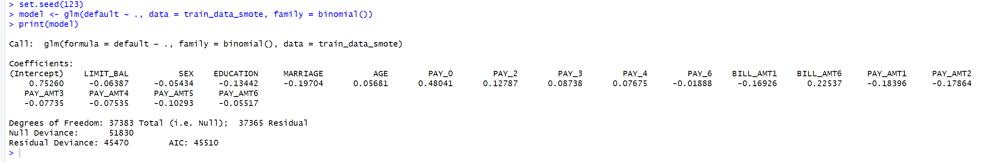 > set.seed(123)
> model <- glm(default ~ ., data = train_data_smote, family = binomial())
> print(model)
Call:  glm(formula = default ~ ., family = binomial(), data = train_data_smote)
Coefficients:
(Intercept)    LIMIT_BAL          SEX    EDUCATION     MARRIAGE          AGE        PAY_0        PAY_2        PAY_3        PAY_4        PAY_6    BILL_AMT1    BILL_AMT6     PAY_AMT1     PAY_AMT2
    0.75260     -0.06387     -0.05434     -0.13442     -0.19704      0.05681      0.48041      0.12787      0.08738      0.07675     -0.01888     -0.16926      0.22537     -0.18396     -0.17864
   PAY_AMT3     PAY_AMT4     PAY_AMT5     PAY_AMT6
   -0.07735     -0.07535     -0.10293     -0.05517
Degrees of Freedom: 37383 Total (i.e. Null);  37365 Residual
Null Deviance:      51830
Residual Deviance: 45470        AIC: 45510
>